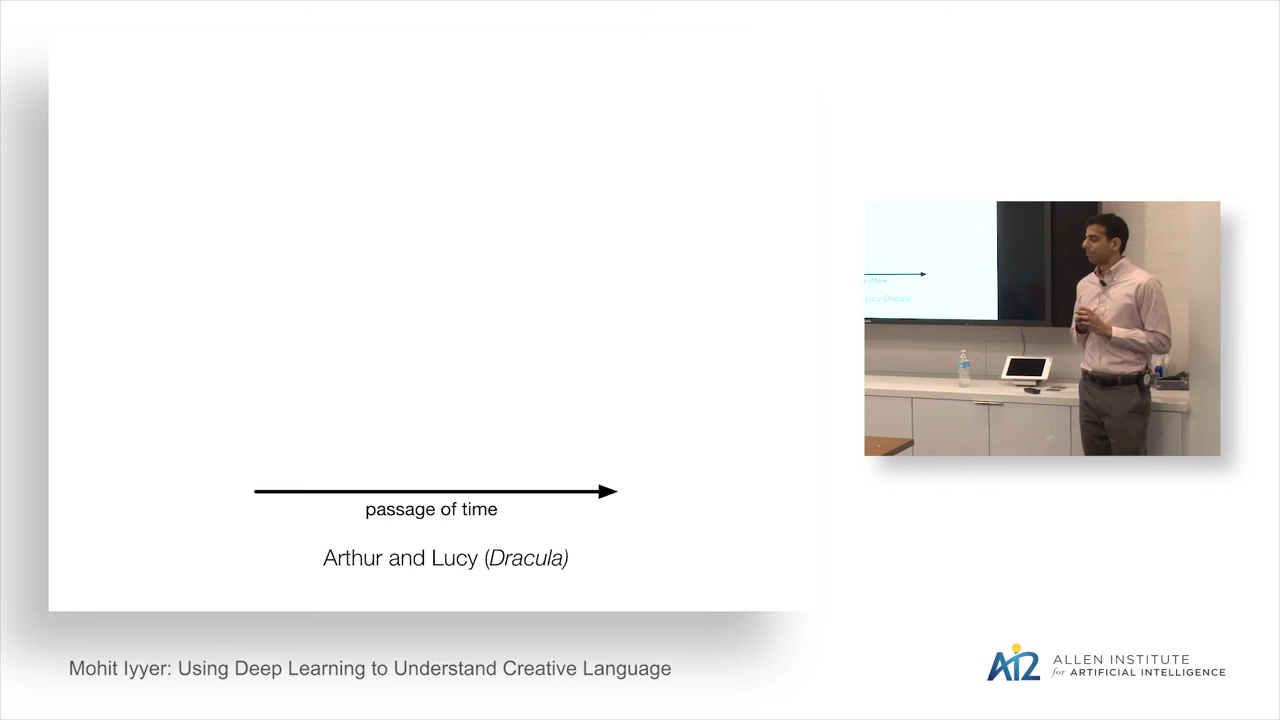 passage of time
Arthur and Lucy (Dracula)
Mohit Iyyer: Using Deep Learning to Understand Creative Language
AI2
ALLEN INSTITUTE
for ARTIFICIAL INTELLIGENCE